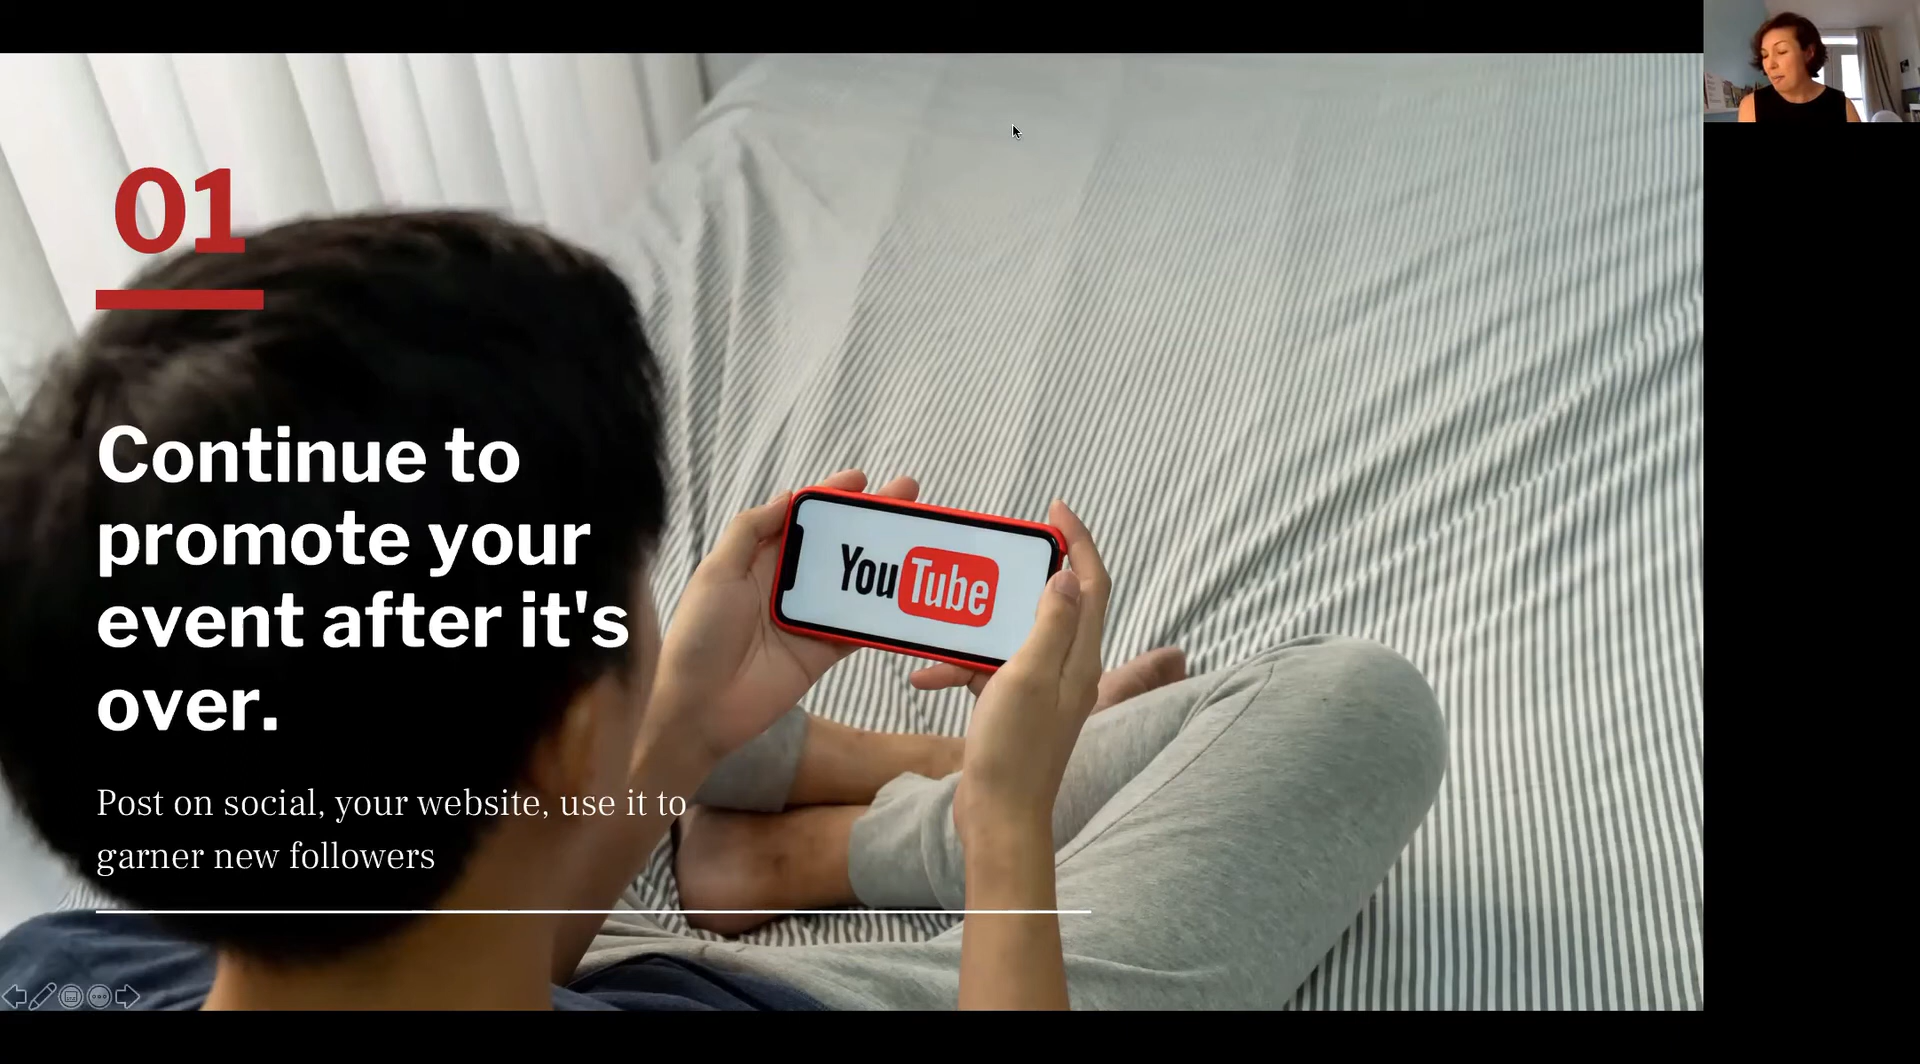 01
Continue to
promote your
event after it's
over.
YouTube
Post on social, your website, use it to
garner new followers